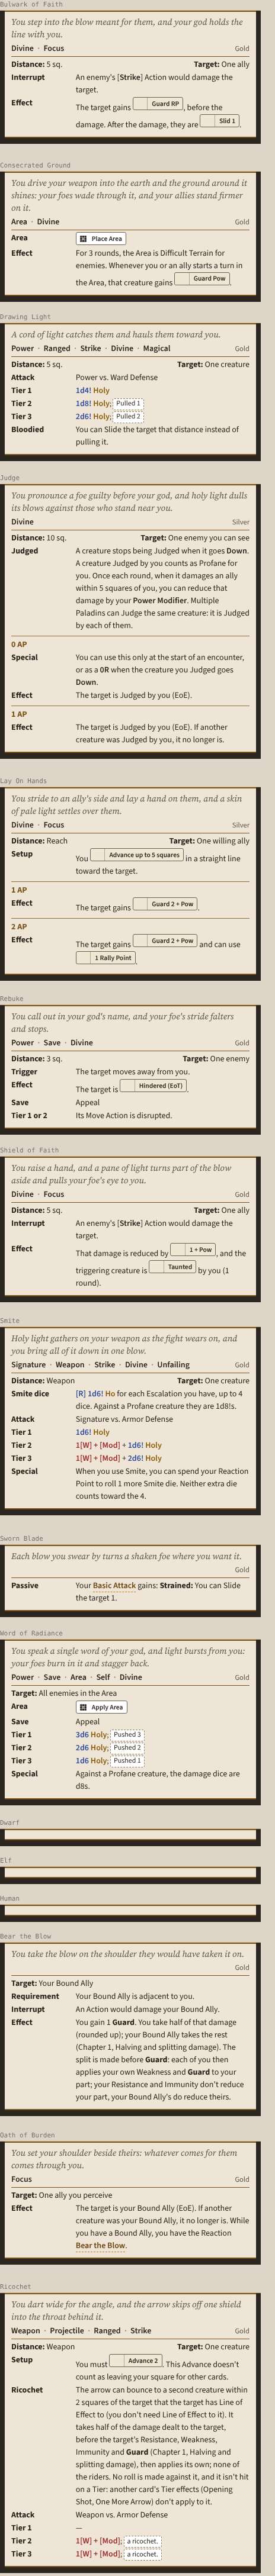 Bulwark of Faith
You step into the blow meant for them, and your god holds the
line with you.
Divine · Focus Gold
Distance: 5 sq. Target: One ally
Interrupt An enemy's [Strike] Action would damage the
target.
Effect The target gains Guard RP, before the
damage. After the damage, they are Slid 1.
Consecrated Ground
You drive your weapon into the earth and the ground around it
shines: your foes wade through it, and your allies stand firmer
on it.
Area · Divine Gold
Area Place Area
Effect For 3 rounds, the Area is Difficult Terrain for
enemies. Whenever you or an ally starts a turn in
the Area, that creature gains Guard Pow.
Drawing Light
A cord of light catches them and hauls them toward you.
Power · Ranged · Strike · Divine · Magical Gold
Distance: 5 sq. Target: One creature
Attack Power vs. Ward Defense
Tier 1 1d4! Holy
Tier 2 1d8! Holy; Pulled 1
Tier 3 2d6! Holy; Pulled 2
Bloodied You can Slide the target that distance instead of
pulling it.
Judge
You pronounce a foe guilty before your god, and holy light dulls
its blows against those who stand near you.
Divine Silver
Distance: 10 sq. Target: One enemy you can see
Judged A creature stops being Judged when it goes Down.
A creature Judged by you counts as Profane for
you. Once each round, when it damages an ally
within 5 squares of you, you can reduce that
damage by your Power Modifier. Multiple
Paladins can Judge the same creature: it is Judged
by each of them.
0 AP
Special You can use this only at the start of an encounter,
or as a 0R when the creature you Judged goes
Down.
Effect The target is Judged by you (EoE).
1 AP
Effect The target is Judged by you (EoE). If another
creature was Judged by you, it no longer is.
Lay On Hands
You stride to an ally's side and lay a hand on them, and a skin
of pale light settles over them.
Divine · Focus Silver
Distance: Reach Target: One willing ally
Setup You Advance up to 5 squares in a straight line
toward the target.
1 AP
Effect The target gains Guard 2 + Pow.
2 AP
Effect The target gains Guard 2 + Pow and can use
1 Rally Point.
Rebuke
You call out in your god's name, and your foe's stride falters
and stops.
Power · Save · Divine Gold
Distance: 3 sq. Target: One enemy
Trigger The target moves away from you.
Effect The target is Hindered (EoT).
Save Appeal
Tier 1 or 2 Its Move Action is disrupted.
Shield of Faith
You raise a hand, and a pane of light turns part of the blow
aside and pulls your foe's eye to you.
Divine · Focus Gold
Distance: 5 sq. Target: One ally
Interrupt An enemy's [Strike] Action would damage the
target.
Effect That damage is reduced by 1 + Pow, and the
triggering creature is Taunted by you (1
round).
Smite
Holy light gathers on your weapon as the fight wears on, and
you bring all of it down in one blow.
Signature · Weapon · Strike · Divine · Unfailing
Distance: Weapon Target: One creature
Smite dice [R] 1d6! Ho for each Escalation you have, up to 4
dice. Against a Profane creature they are 1d8!s.
Attack Signature vs. Armor Defense
Tier 1 1d6! Holy
Tier 2 1[W] + [Mod] + 1d6! Holy
Tier 3 1[W] + [Mod] + 2d6! Holy
Special When you use Smite, you can spend your Reaction
Point to roll 1 more Smite die. Neither extra die
counts toward the 4.
Sworn Blade
Each blow you swear by turns a shaken foe where you want it.
Gold
Passive Your Basic Attack gains: Strained: You can Slide
the target 1.
Word of Radiance
You speak a single word of your god, and light bursts from you:
your foes burn in it and stagger back.
Power · Save · Area · Self · Divine Gold
Target: All enemies in the Area
Area Apply Area
Save Appeal
Tier 1 3d6 Holy; Pushed 3
Tier 2 2d6 Holy; Pushed 2
Tier 3 1d6 Holy; Pushed 1
Special Against a Profane creature, the damage dice are
d8s.
Dwarf
Elf
Human
Bear the Blow
You take the blow on the shoulder they would have taken it on.
Gold
Target: Your Bound Ally
Requirement Your Bound Ally is adjacent to you.
Interrupt An Action would damage your Bound Ally.
Effect You gain 1 Guard. You take half of that damage
(rounded up); your Bound Ally takes the rest
(Chapter 1, Halving and splitting damage). The
split is made before Guard: each of you then
applies your own Weakness and Guard to your
part; your Resistance and Immunity don't reduce
your part, your Bound Ally's do reduce theirs.
Oath of Burden
You set your shoulder beside theirs: whatever comes for them
comes through you.
Focus Gold
Target: One ally you perceive
Effect The target is your Bound Ally (EoE). If another
creature was your Bound Ally, it no longer is. While
you have a Bound Ally, you have the Reaction
Bear the Blow.
Ricochet
You dart wide for the angle, and the arrow skips off one shield
into the throat behind it.
Weapon · Projectile · Ranged · Strike Gold
Distance: Weapon Target: One creature
Setup You must Advance 2. This Advance doesn't
count as leaving your square for other cards.
Ricochet The arrow can bounce to a second creature within
2 squares of the target that the target has Line of
Effect to (you don't need Line of Effect to it). It
takes half of the damage dealt to the target,
before the target's Resistance, Weakness,
Immunity and Guard (Chapter 1, Halving and
splitting damage), then applies its own; none of
the riders. No roll is made against it, and it isn't hit
on a Tier: another card's Tier effects (Opening
Shot, One More Arrow) don't apply to it.
Attack Weapon vs. Armor Defense
Tier 1 —
Tier 2 1[W] + [Mod]; a ricochet.
Tier 3 1[W] + [Mod]; a ricochet.